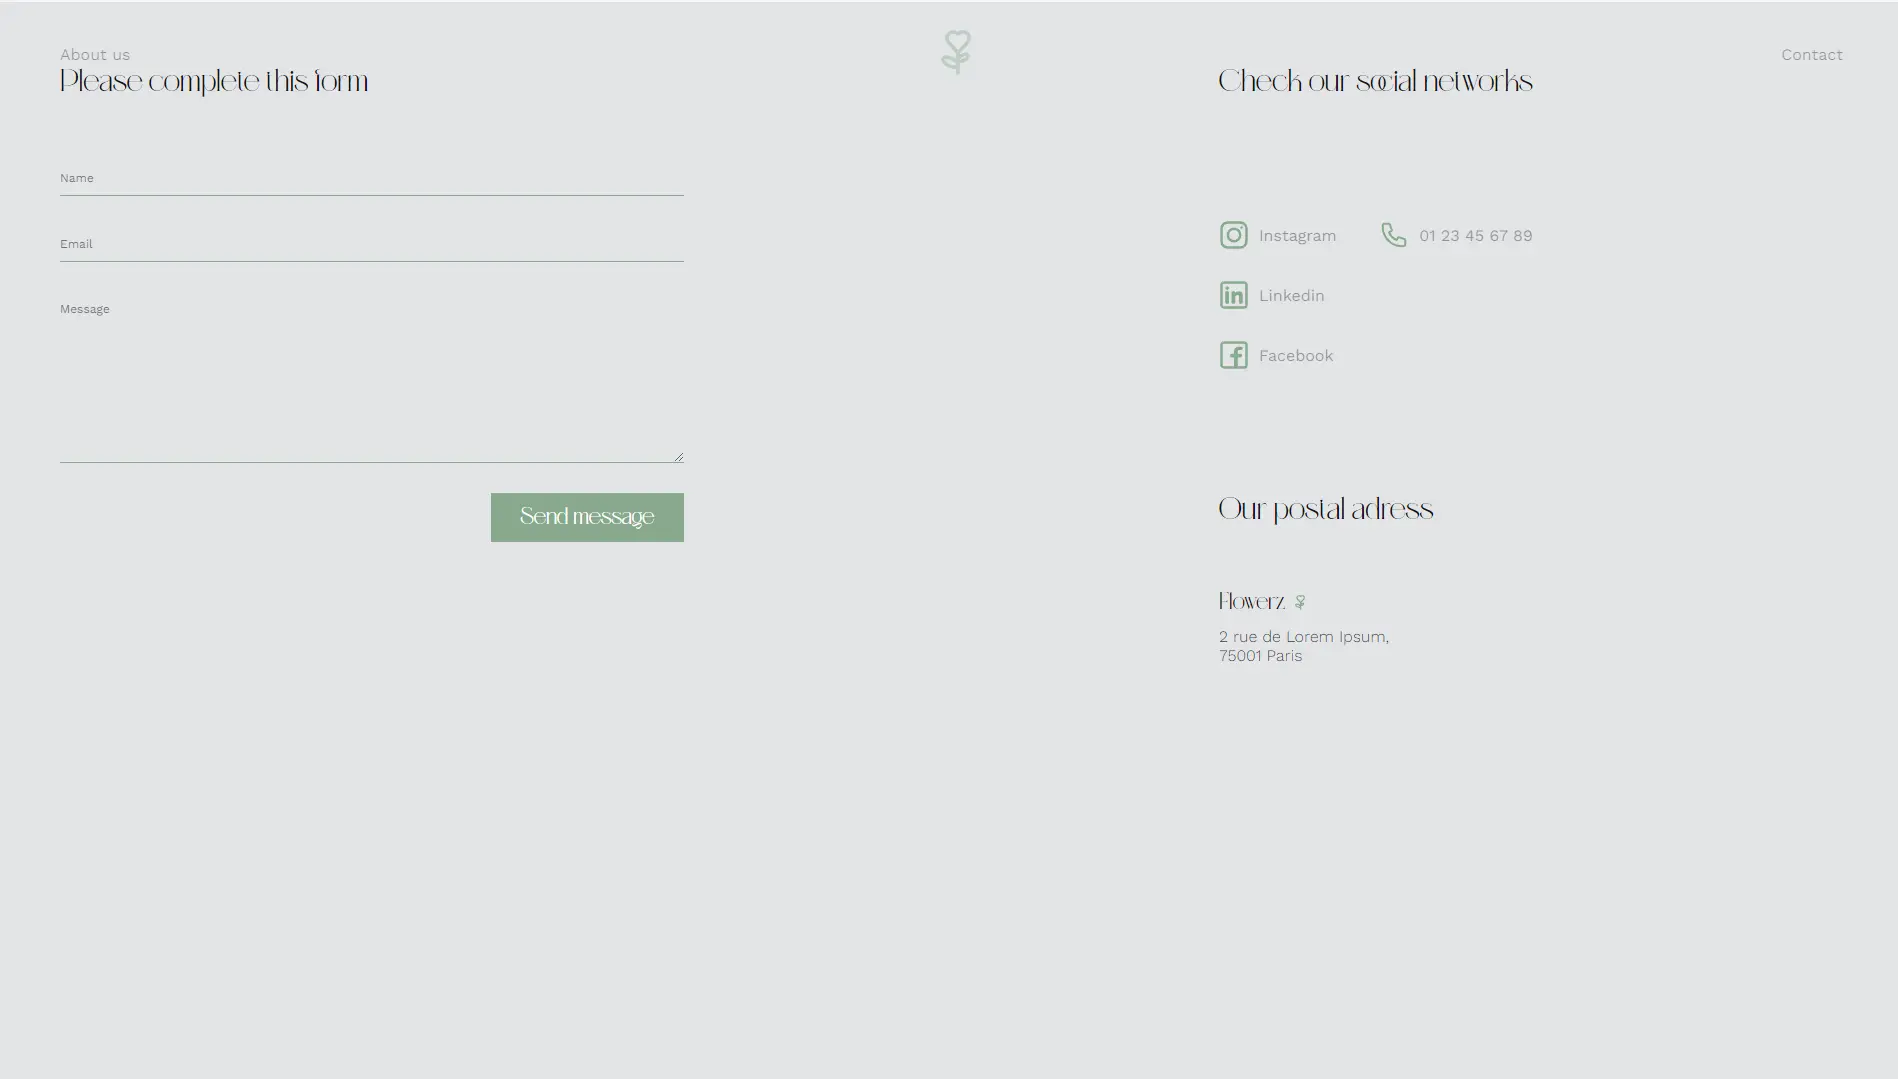 About us
Contact
Please complete this form
Name
Email
Message
Send message
Check our social networks
Instagram
01 23 45 67 89
Linkedin
Facebook
Our postal adress
Flowerz
2 rue de Lorem Ipsum,
75001 Paris